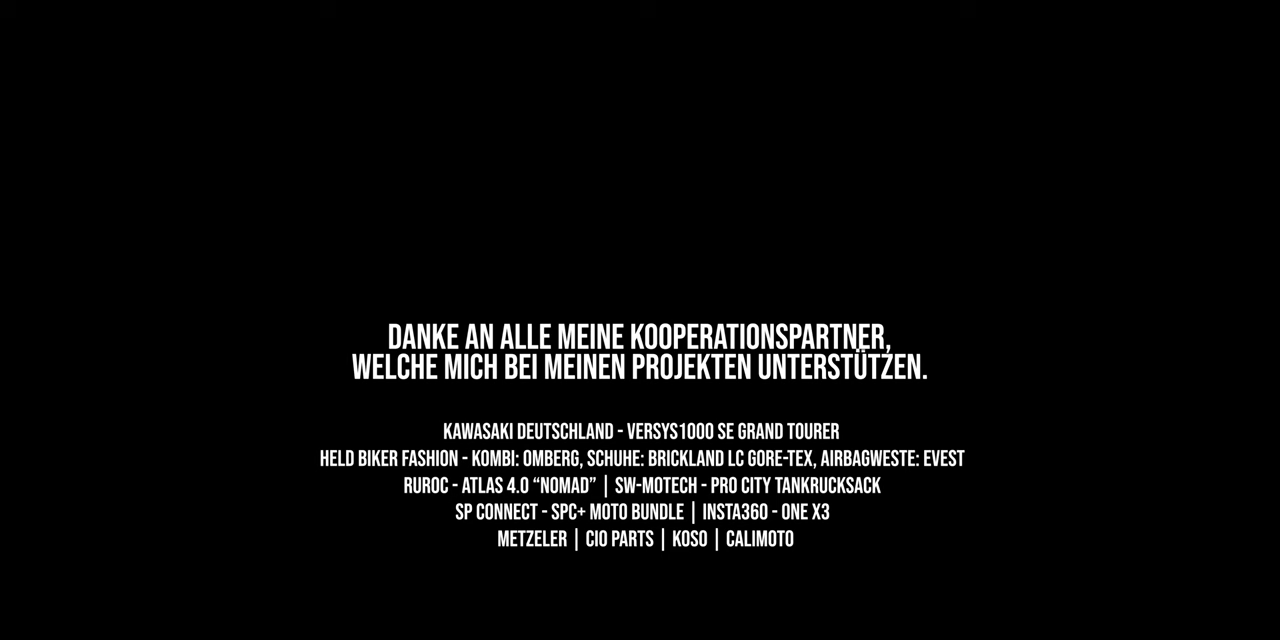 DANKE AN ALLE MEINE KOOPERATIONSPARTNER,
WELCHE MICH BEI MEINEN PROJEKTEN UNTERSTÜTZEN.
KAWASAKI DEUTSCHLAND - VERSYS1000 SE GRAND TOURER
HELD BIKER FASHION - KOMBI: OMBERG, SCHUHE: BRICKLAND LC GORE-TEX, AIRBAGWESTE: EVEST
RUROC - ATLAS 4.0 “NOMAD” | SW-MOTECH - PRO CITY TANKRUCKSACK
SP CONNECT - SPC+ MOTO BUNDLE | INSTA360 - ONE X3
METZELER | CIO PARTS | KOSO | CALIMOTO